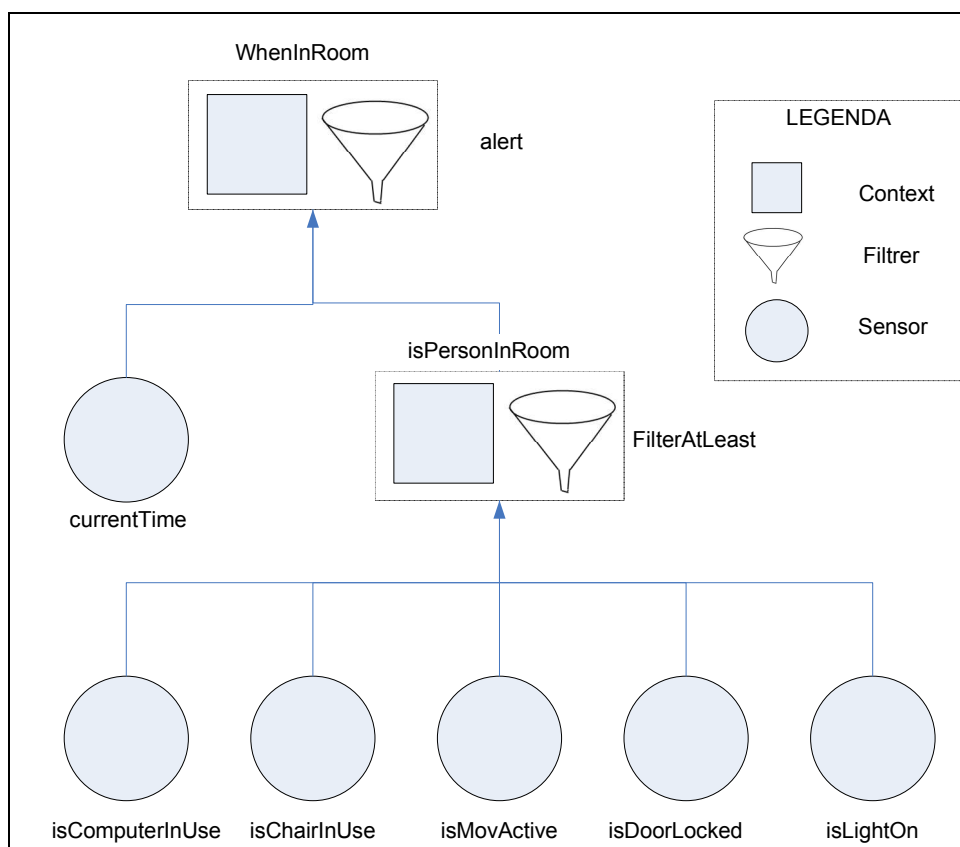 WhenInRoom
alert
LEGENDA
Context
Filtrer
Sensor
isPersonInRoom
FilterAtLeast
currentTime
isComputerInUse
isChairInUse
isMovActive
isDoorLocked
isLightOn